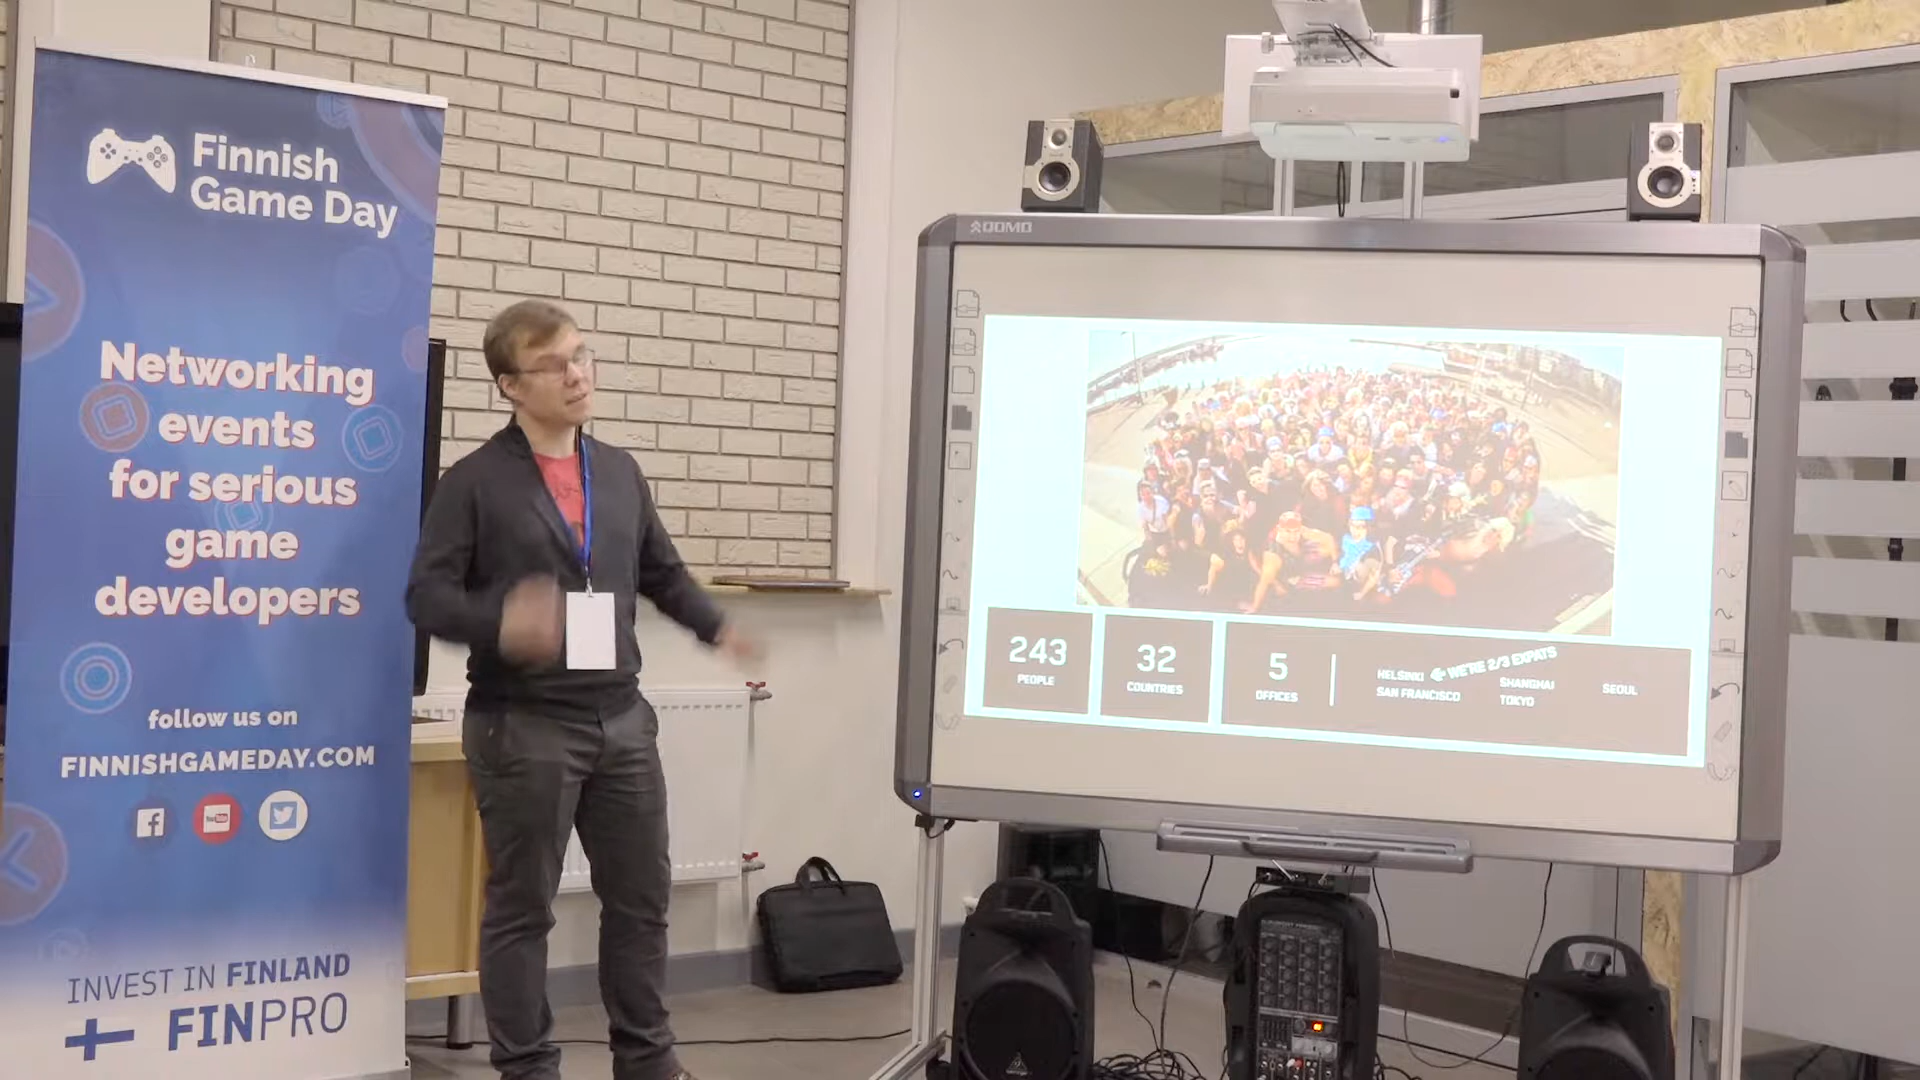 Finnish
Game Day
Networking
events
for serious
game
developers
follow us on
FINNISHGAMEDAY.COM
YouTube
INVEST IN FINLAND
FINPRO
QOMO
243
PEOPLE
32
COUNTRIES
5
OFFICES
HELSINKI WE'RE 2/3 EXPATS
SAN FRANCISCO
SHANGHAI
TOKYO
SEOUL